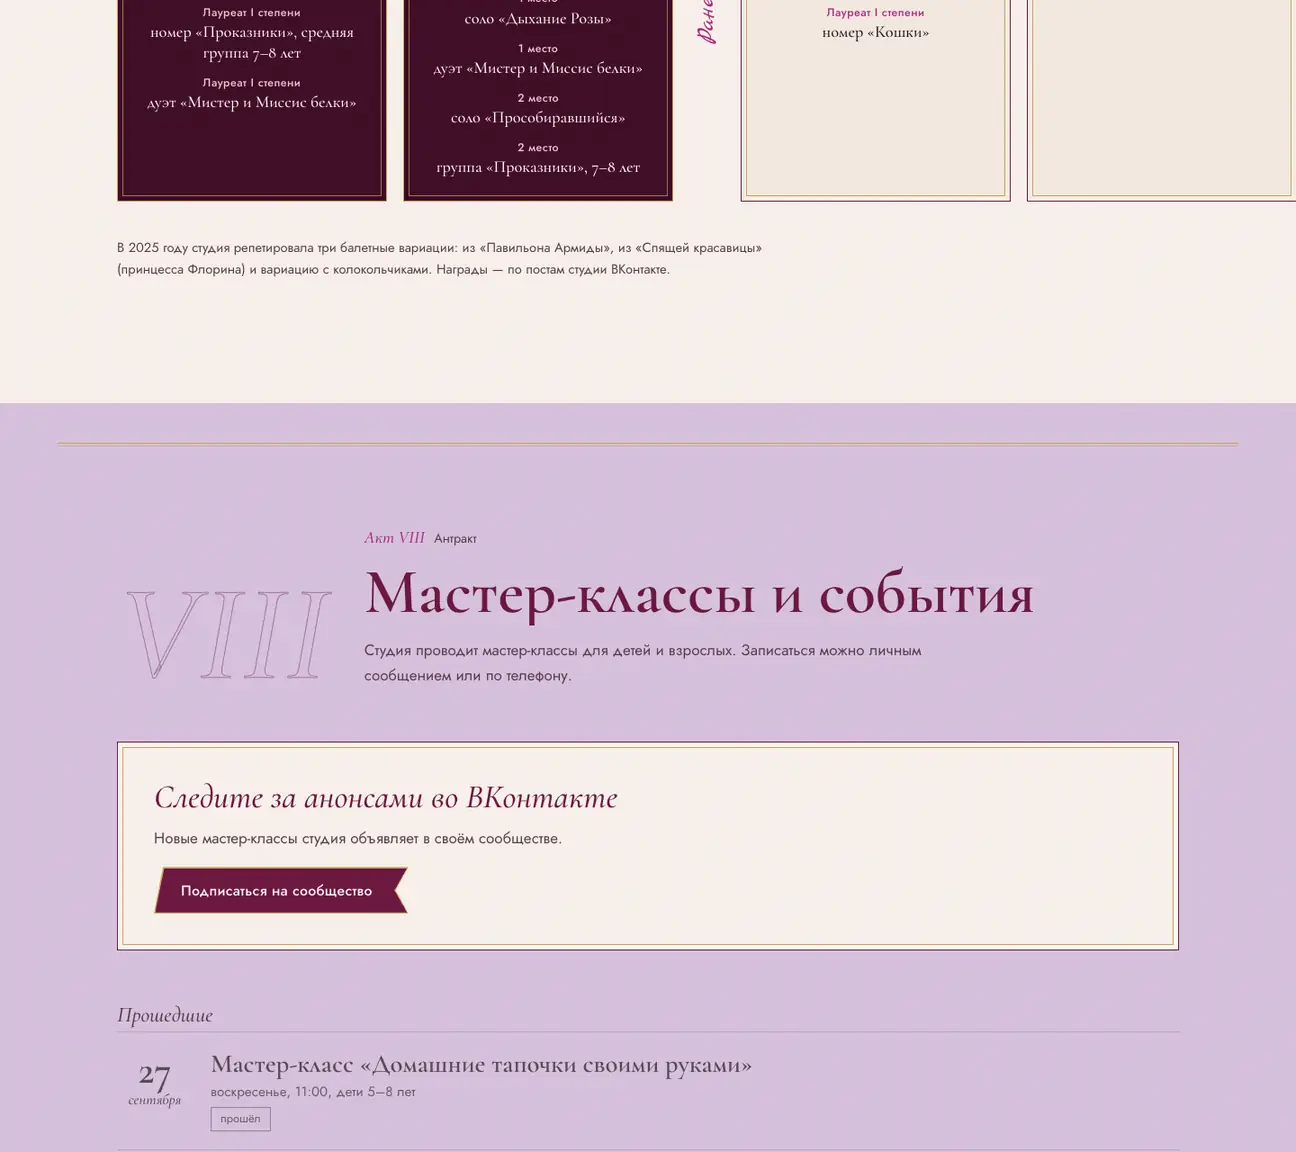 Лауреат I степени
номер «Проказники», средняя
группа 7–8 лет
Лауреат I степени
дуэт «Мистер и Миссис белки»
соло «Дыхание Розы»
1 место
дуэт «Мистер и Миссис белки»
2 место
соло «Прособиравшийся»
2 место
группа «Проказники», 7–8 лет
Лауреат I степени
номер «Кошки»
В 2025 году студия репетировала три балетные вариации: из «Павильона Армиды», из «Спящей красавицы»
(принцесса Флорина) и вариацию с колокольчиками. Награды — по постам студии ВКонтакте.
Акт VIII Антракт
VIII
Мастер-классы и события
Студия проводит мастер-классы для детей и взрослых. Записаться можно личным
сообщением или по телефону.
Следите за анонсами во ВКонтакте
Новые мастер-классы студия объявляет в своём сообществе.
Подписаться на сообщество
Прошедшие
27
сентября
Мастер-класс «Домашние тапочки своими руками»
воскресенье, 11:00, дети 5–8 лет
прошёл